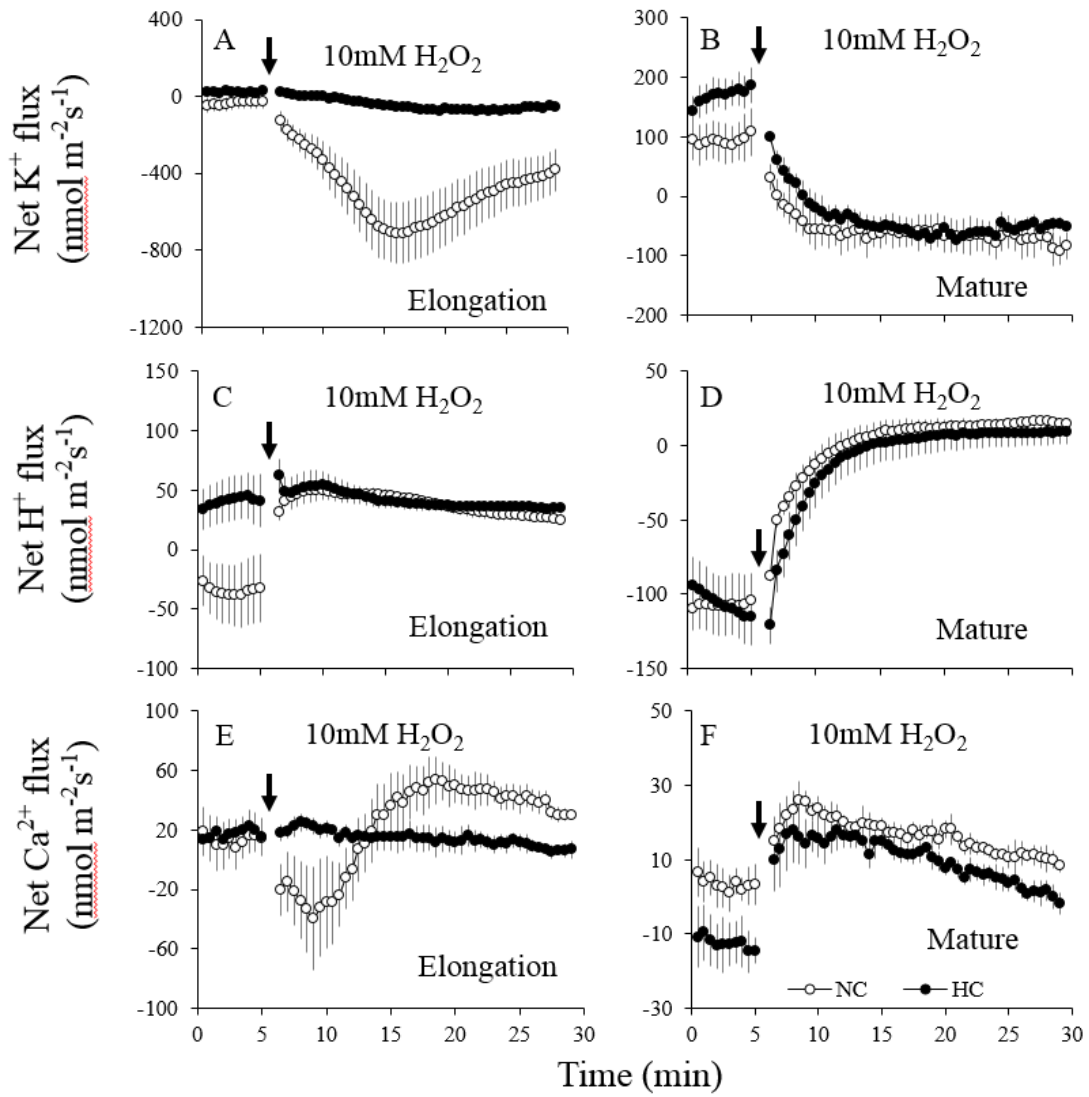 Net K⁺ flux
(nmol m⁻²s⁻¹)
A
10mM H₂O₂
400
0
-400
-800
-1200
Elongation
B
10mM H₂O₂
300
200
100
0
-100
-200
Mature
Net H⁺ flux
(nmol m⁻²s⁻¹)
C
10mM H₂O₂
150
100
50
0
-50
-100
Elongation
D
10mM H₂O₂
50
0
-50
-100
-150
Mature
Net Ca²⁺ flux
(nmol m⁻²s⁻¹)
E
10mM H₂O₂
100
60
20
-20
-60
-100
Elongation
0 5 10 15 20 25 30
F
10mM H₂O₂
50
30
10
-10
-30
Mature
NC HC
0 5 10 15 20 25 30
Time (min)